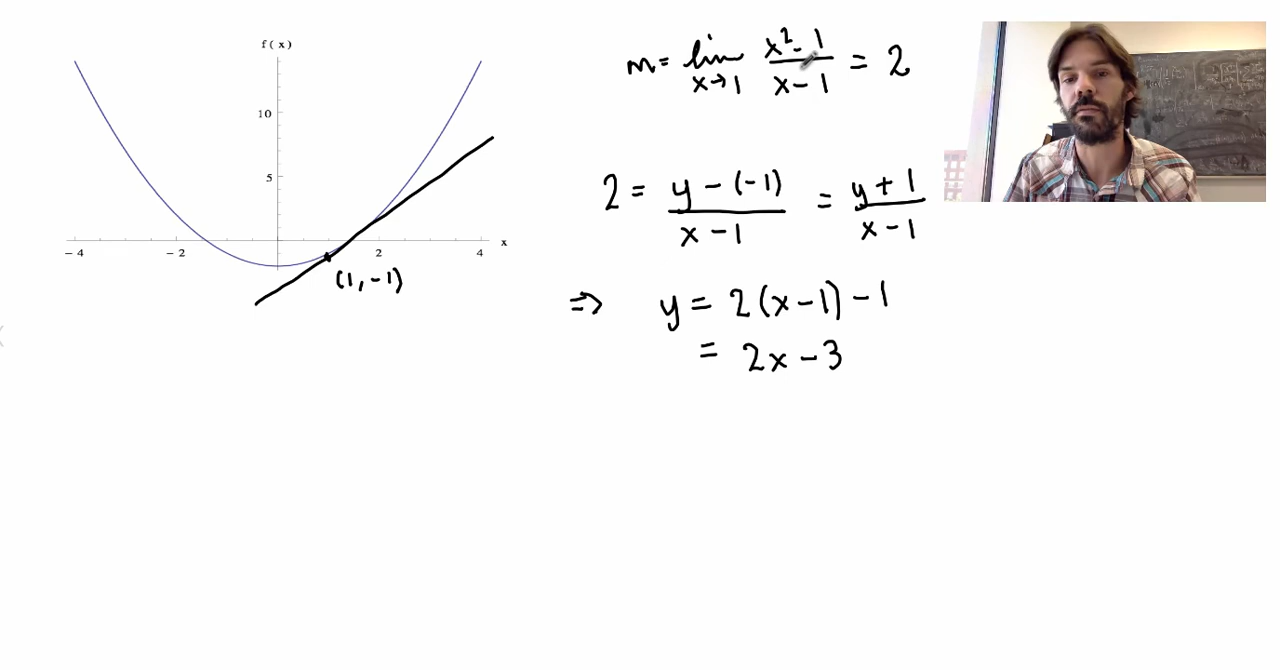 f(x)
10
5
-4
-2
2
4
x
(1, -1)
m = lim x→1 (x² - 1)/(x - 1) = 2
2 = (y - (-1))/(x - 1) = (y + 1)/(x - 1)
⇒ y = 2(x - 1) - 1
= 2x - 3